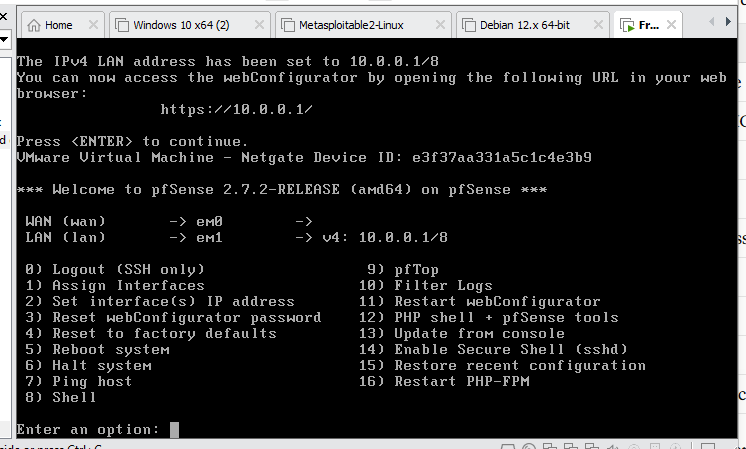 Home
Windows 10 x64 (2)
Metasploitable2-Linux
Debian 12.x 64-bit
Fr...
The IPv4 LAN address has been set to 10.0.0.1/8
You can now access the webConfigurator by opening the following URL in your web
browser:
https://10.0.0.1/
Press <ENTER> to continue.
VMware Virtual Machine - Netgate Device ID: e3f37aa331a5c1c4e3b9
*** Welcome to pfSense 2.7.2-RELEASE (amd64) on pfSense ***
WAN (wan) -> em0 ->
LAN (lan) -> em1 -> v4: 10.0.0.1/8
0) Logout (SSH only) 9) pfTop
1) Assign Interfaces 10) Filter Logs
2) Set interface(s) IP address 11) Restart webConfigurator
3) Reset webConfigurator password 12) PHP shell + pfSense tools
4) Reset to factory defaults 13) Update from console
5) Reboot system 14) Enable Secure Shell (sshd)
6) Halt system 15) Restore recent configuration
7) Ping host 16) Restart PHP-FPM
8) Shell
Enter an option: